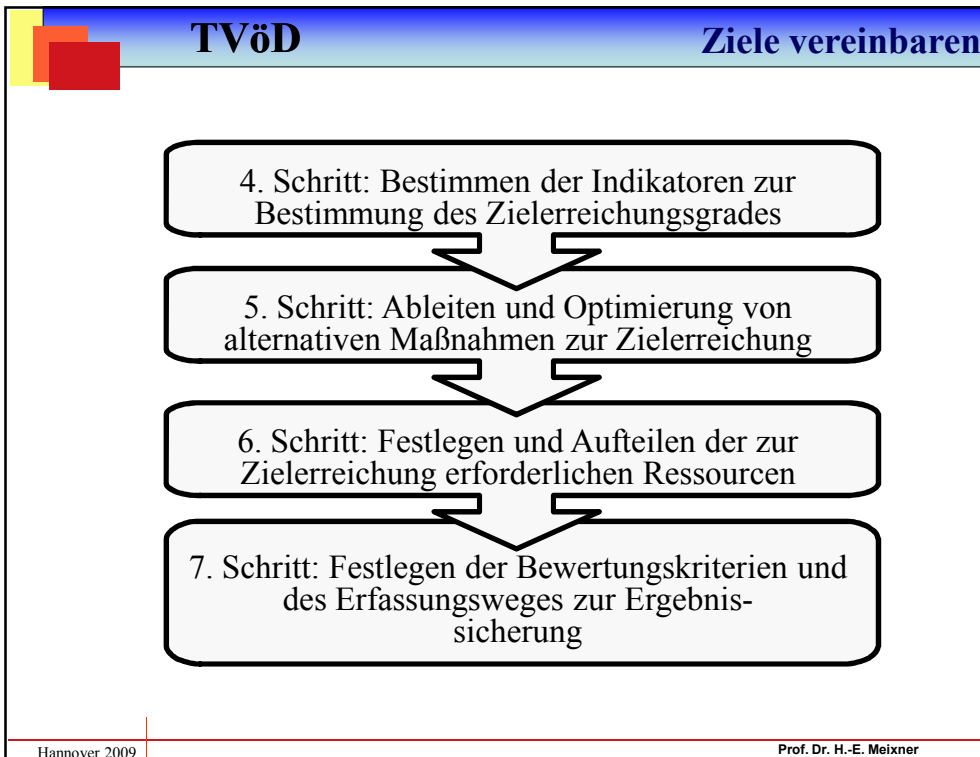 TVöD
Ziele vereinbaren
4. Schritt: Bestimmen der Indikatoren zur
Bestimmung des Zielerreichungsgrades
5. Schritt: Ableiten und Optimierung von
alternativen Maßnahmen zur Zielerreichung
6. Schritt: Festlegen und Aufteilen der zur
Zielerreichung erforderlichen Ressourcen
7. Schritt: Festlegen der Bewertungskriterien und
des Erfassungsweges zur Ergebnis-
sicherung
Hannover 2009
Prof. Dr. H.-E. Meixner